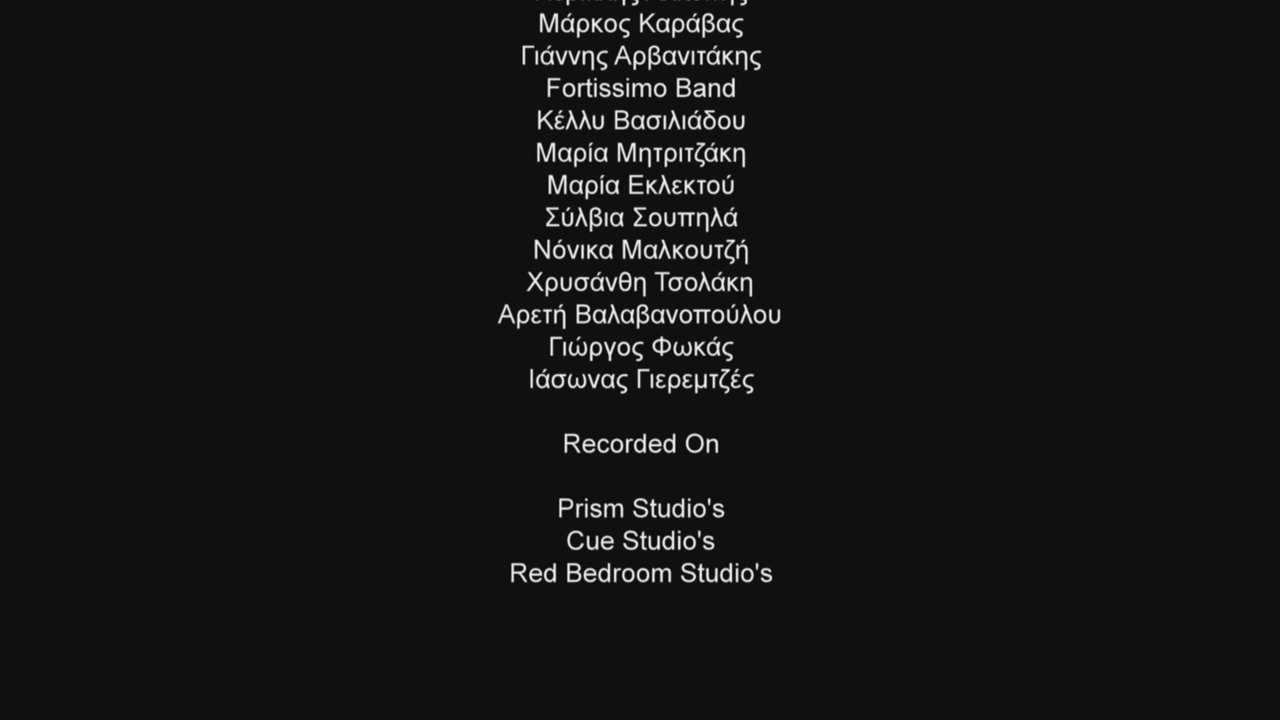 Μάρκος Καράβας
Γιάννης Αρβανιτάκης
Fortissimo Band
Κέλλυ Βασιλιάδου
Μαρία Μητριτζάκη
Μαρία Εκλεκτού
Σύλβια Σουπηλά
Νόνικα Μαλκουτζή
Χρυσάνθη Τσολάκη
Αρετή Βαλαβανοπούλου
Γιώργος Φωκάς
Ιάσωνας Γιερεμτζές
Recorded On
Prism Studio's
Cue Studio's
Red Bedroom Studio's